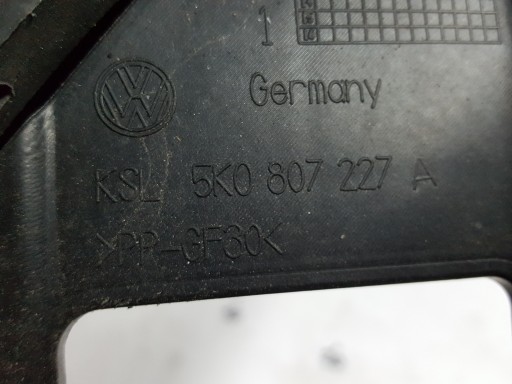 1
Germany
KSL 5K0 807 227 A
>PP-GF30<